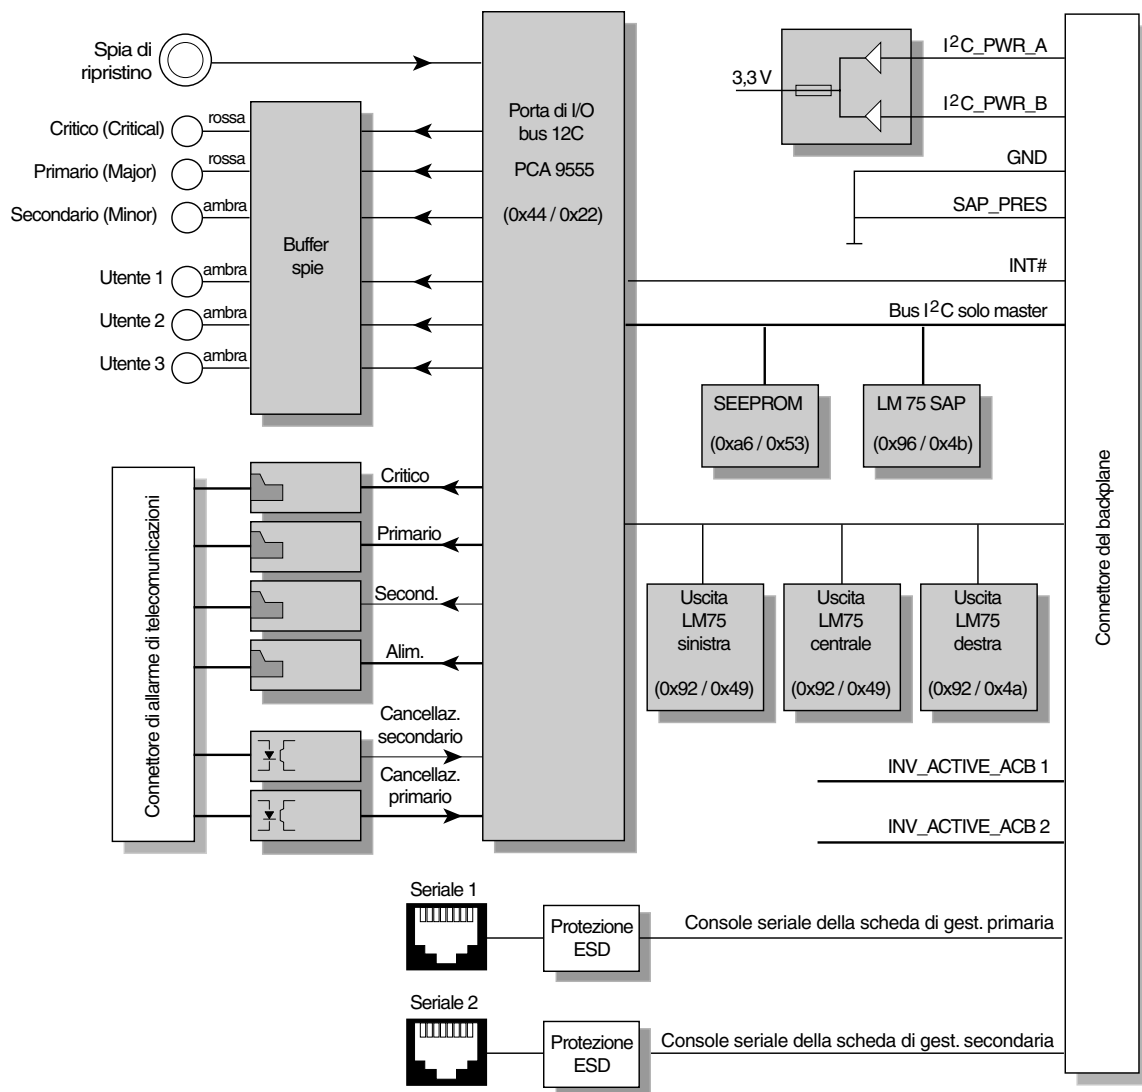 Spia di
ripristino
Critico (Critical)
rossa
Primario (Major)
rossa
Secondario (Minor)
ambra
Utente 1
ambra
Utente 2
ambra
Utente 3
ambra
Buffer
spie
Porta di I/O
bus 12C
PCA 9555
(0x44 / 0x22)
3,3 V
I2C_PWR_A
I2C_PWR_B
GND
SAP_PRES
INT#
Bus I2C solo master
SEEPROM
(0xa6 / 0x53)
LM 75 SAP
(0x96 / 0x4b)
Connettore del backplane
Connettore di allarme di telecomunicazioni
Critico
Primario
Second.
Alim.
Cancellaz.
secondario
Cancellaz.
primario
Uscita
LM75
sinistra
(0x92 / 0x49)
Uscita
LM75
centrale
(0x92 / 0x49)
Uscita
LM75
destra
(0x92 / 0x4a)
INV_ACTIVE_ACB 1
INV_ACTIVE_ACB 2
Seriale 1
Protezione
ESD
Console seriale della scheda di gest. primaria
Seriale 2
Protezione
ESD
Console seriale della scheda di gest. secondaria